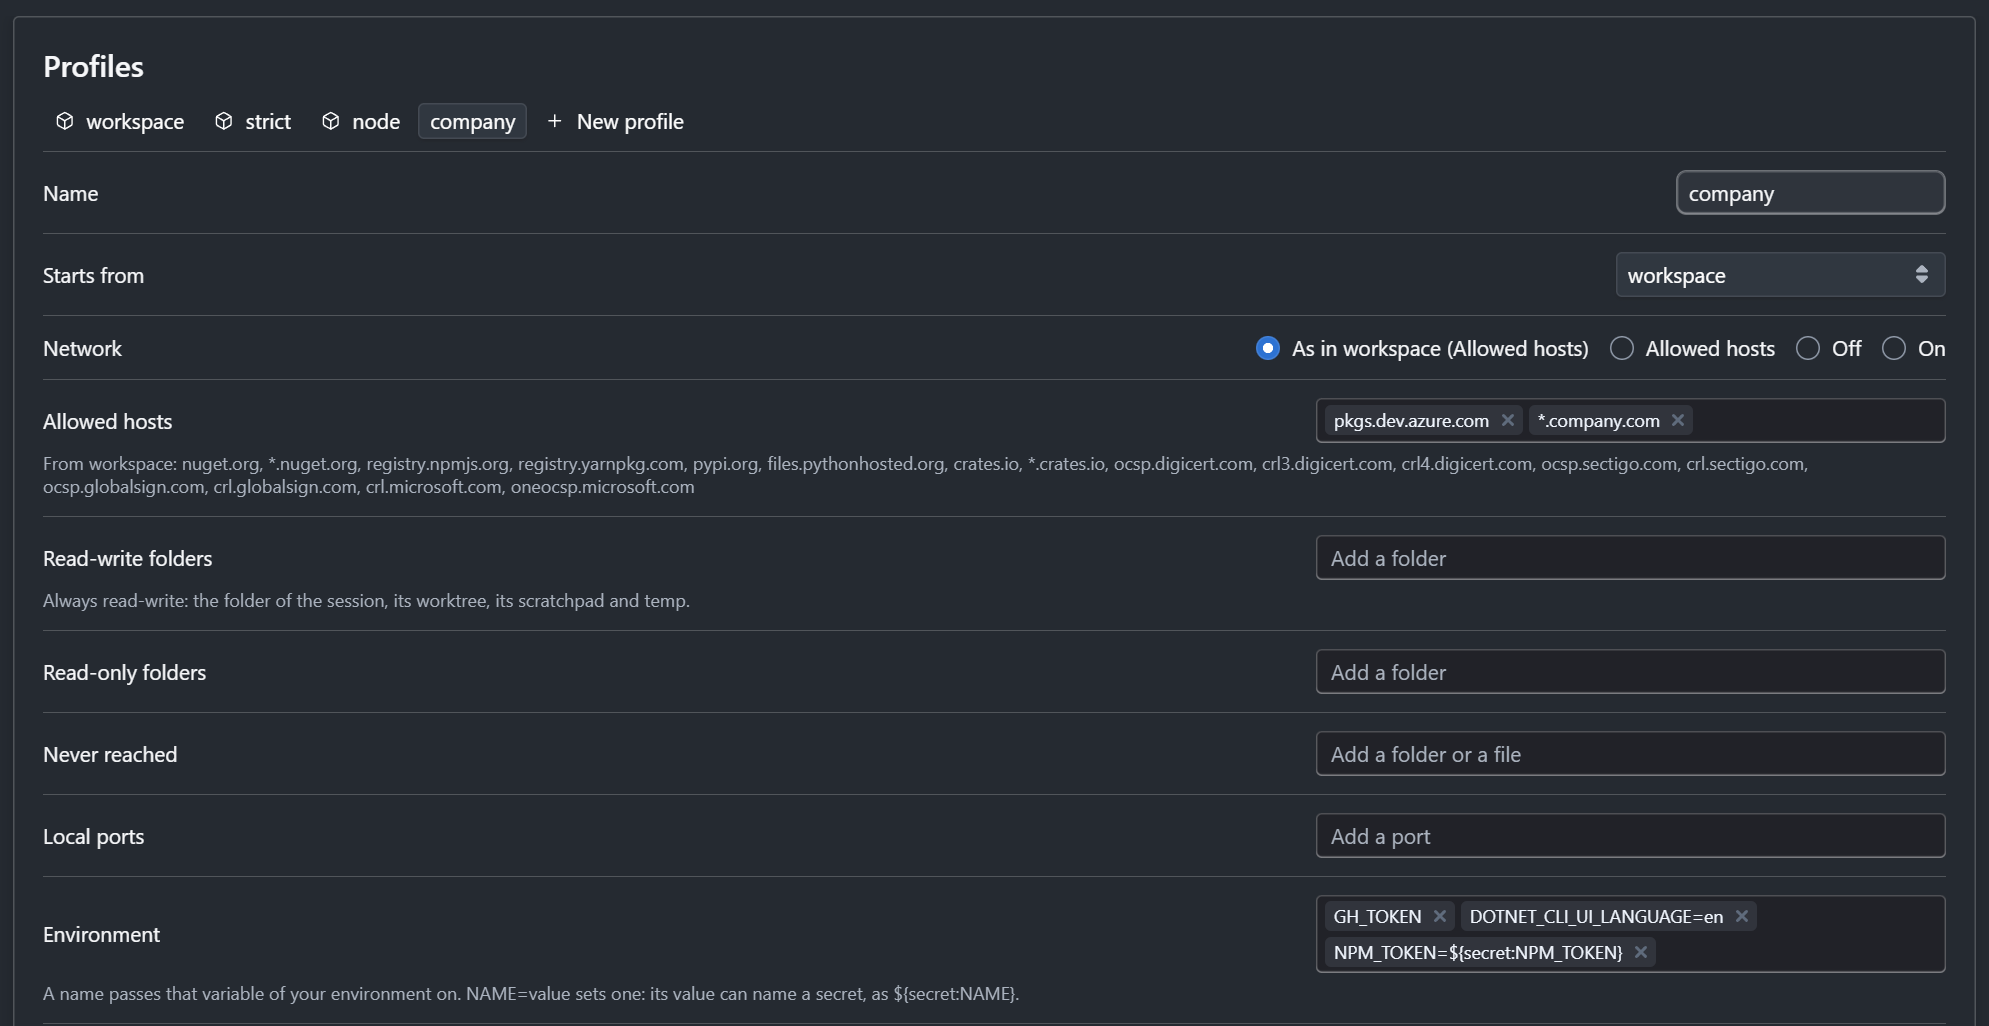 Profiles
workspace strict node company + New profile
Name company
Starts from workspace
Network As in workspace (Allowed hosts) Allowed hosts Off On
Allowed hosts pkgs.dev.azure.com × *.company.com ×
From workspace: nuget.org, *.nuget.org, registry.npmjs.org, registry.yarnpkg.com, pypi.org, files.pythonhosted.org, crates.io, *.crates.io, ocsp.digicert.com, crl3.digicert.com, crl4.digicert.com, ocsp.sectigo.com, crl.sectigo.com,
ocsp.globalsign.com, crl.globalsign.com, crl.microsoft.com, oneocsp.microsoft.com
Read-write folders Add a folder
Always read-write: the folder of the session, its worktree, its scratchpad and temp.
Read-only folders Add a folder
Never reached Add a folder or a file
Local ports Add a port
Environment GH_TOKEN × DOTNET_CLI_UI_LANGUAGE=en ×
NPM_TOKEN=${secret:NPM_TOKEN} ×
A name passes that variable of your environment on. NAME=value sets one: its value can name a secret, as ${secret:NAME}.